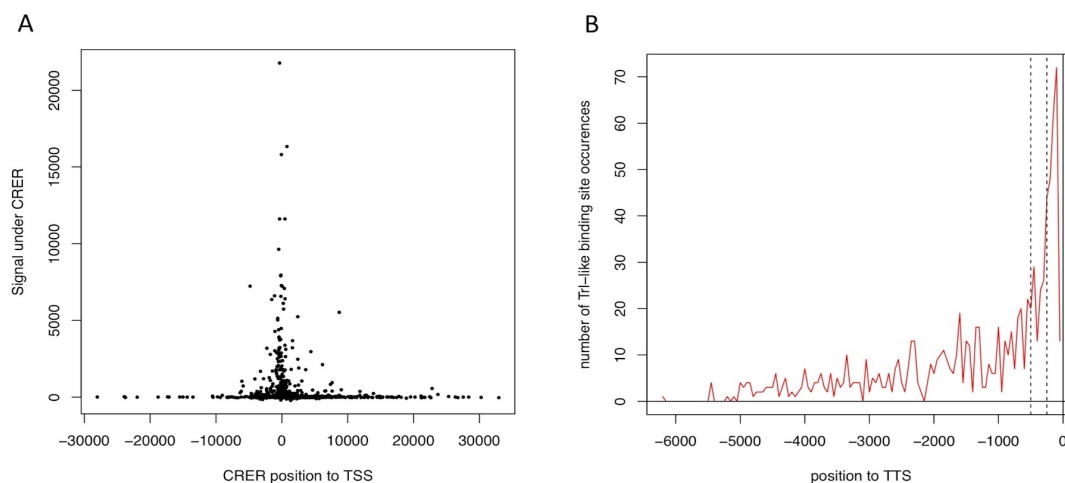 A
Signal under CRER
20000
15000
10000
5000
0
−30000 −20000 −10000 0 10000 20000 30000
CRER position to TSS
B
number of Trl−like binding site occurences
70
60
50
40
30
20
10
0
−6000 −5000 −4000 −3000 −2000 −1000 0
position to TTS